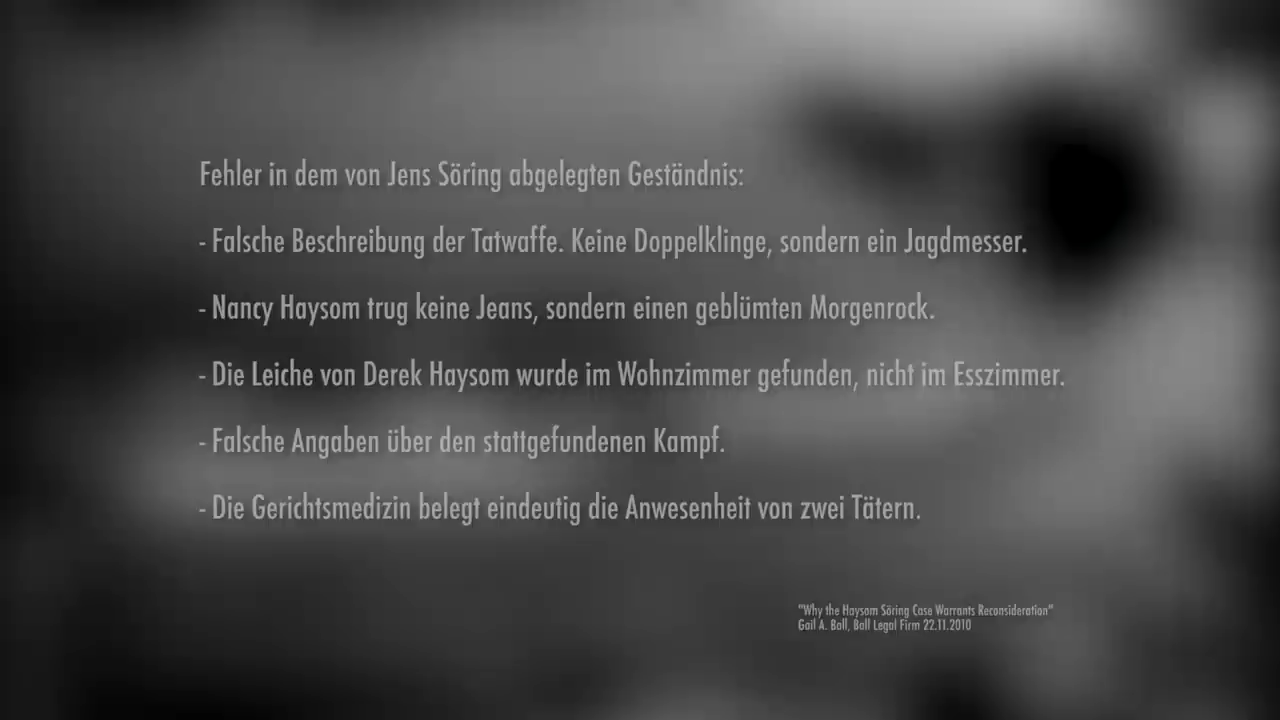 Fehler in dem von Jens Söring abgelegten Geständnis:
- Falsche Beschreibung der Tatwaffe. Keine Doppelklinge, sondern ein Jagdmesser.
- Nancy Haysom trug keine Jeans, sondern einen geblümten Morgenrock.
- Die Leiche von Derek Haysom wurde im Wohnzimmer gefunden, nicht im Esszimmer.
- Falsche Angaben über den stattgefundenen Kampf.
- Die Gerichtsmedizin belegt eindeutig die Anwesenheit von zwei Tätern.
"Why the Haysom Söring Case Warrants Reconsideration"
Gail A. Ball, Ball Legal Firm 22.11.2010